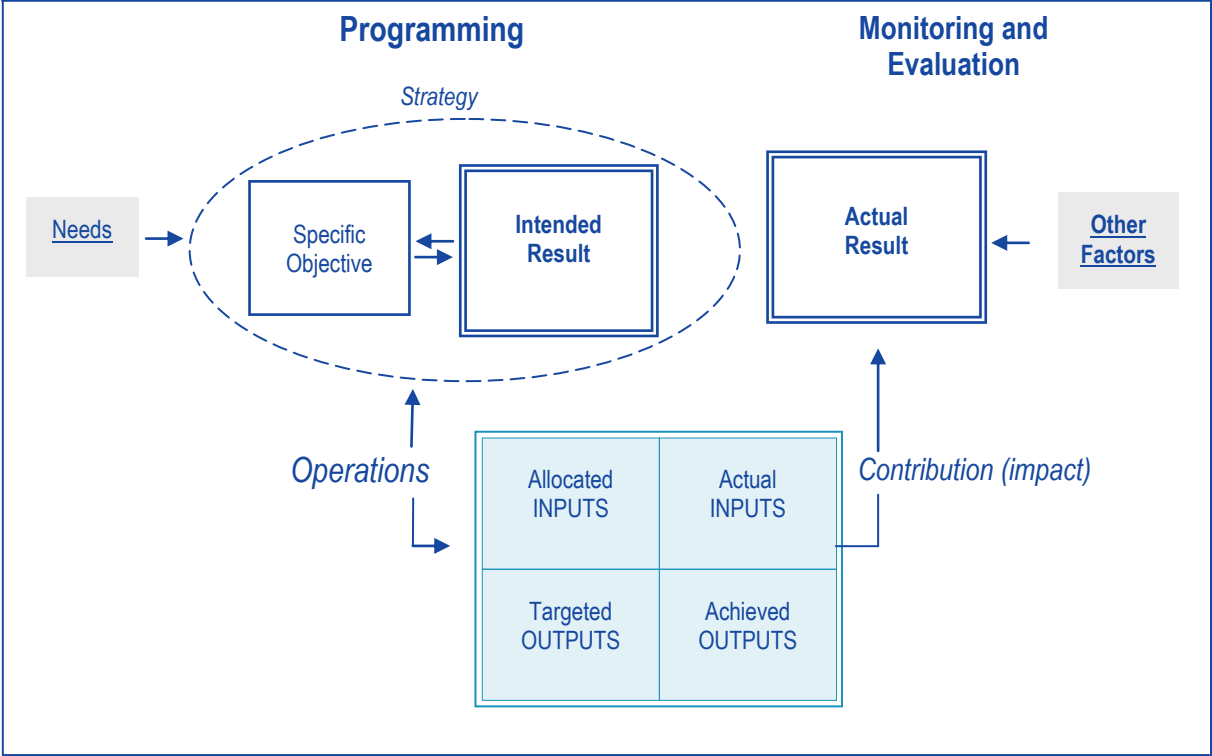 Programming
Monitoring and
Evaluation
Strategy
Needs
Specific
Objective
Intended
Result
Actual
Result
Other
Factors
Operations
Allocated
INPUTS
Actual
INPUTS
Contribution (impact)
Targeted
OUTPUTS
Achieved
OUTPUTS